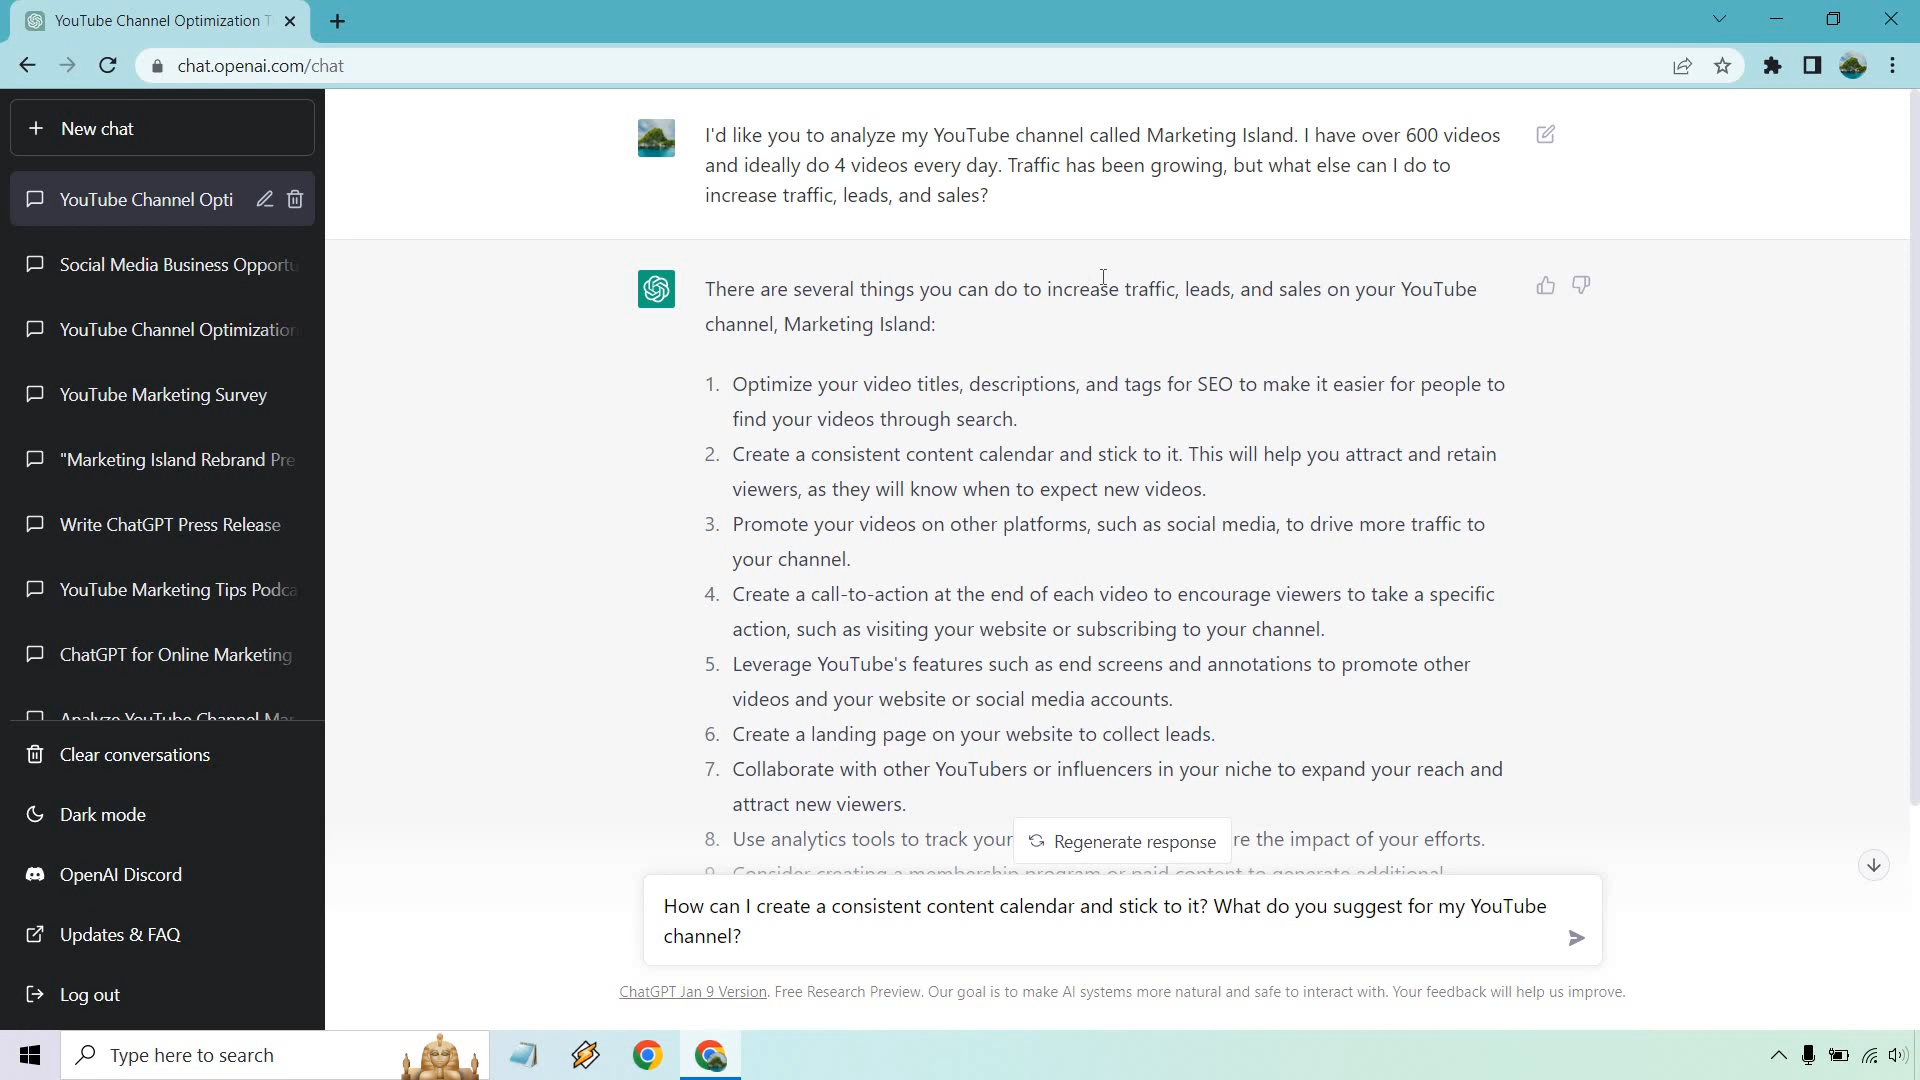 YouTube Channel Optimization T
chat.openai.com/chat
New chat
YouTube Channel Opti
Social Media Business Opportu
YouTube Channel Optimization
YouTube Marketing Survey
"Marketing Island Rebrand Pre
Write ChatGPT Press Release
YouTube Marketing Tips Podca
ChatGPT for Online Marketing
Analyze YouTube Channel Mar
Clear conversations
Dark mode
OpenAI Discord
Updates & FAQ
Log out
I'd like you to analyze my YouTube channel called Marketing Island. I have over 600 videos
and ideally do 4 videos every day. Traffic has been growing, but what else can I do to
increase traffic, leads, and sales?
There are several things you can do to increase traffic, leads, and sales on your YouTube
channel, Marketing Island:
1. Optimize your video titles, descriptions, and tags for SEO to make it easier for people to
find your videos through search.
2. Create a consistent content calendar and stick to it. This will help you attract and retain
viewers, as they will know when to expect new videos.
3. Promote your videos on other platforms, such as social media, to drive more traffic to
your channel.
4. Create a call-to-action at the end of each video to encourage viewers to take a specific
action, such as visiting your website or subscribing to your channel.
5. Leverage YouTube's features such as end screens and annotations to promote other
videos and your website or social media accounts.
6. Create a landing page on your website to collect leads.
7. Collaborate with other YouTubers or influencers in your niche to expand your reach and
attract new viewers.
8. Use analytics tools to track your re the impact of your efforts.
Regenerate response
9. Consider creating a membership program or paid content to generate additional
How can I create a consistent content calendar and stick to it? What do you suggest for my YouTube
channel?
ChatGPT Jan 9 Version. Free Research Preview. Our goal is to make AI systems more natural and safe to interact with. Your feedback will help us improve.
Type here to search